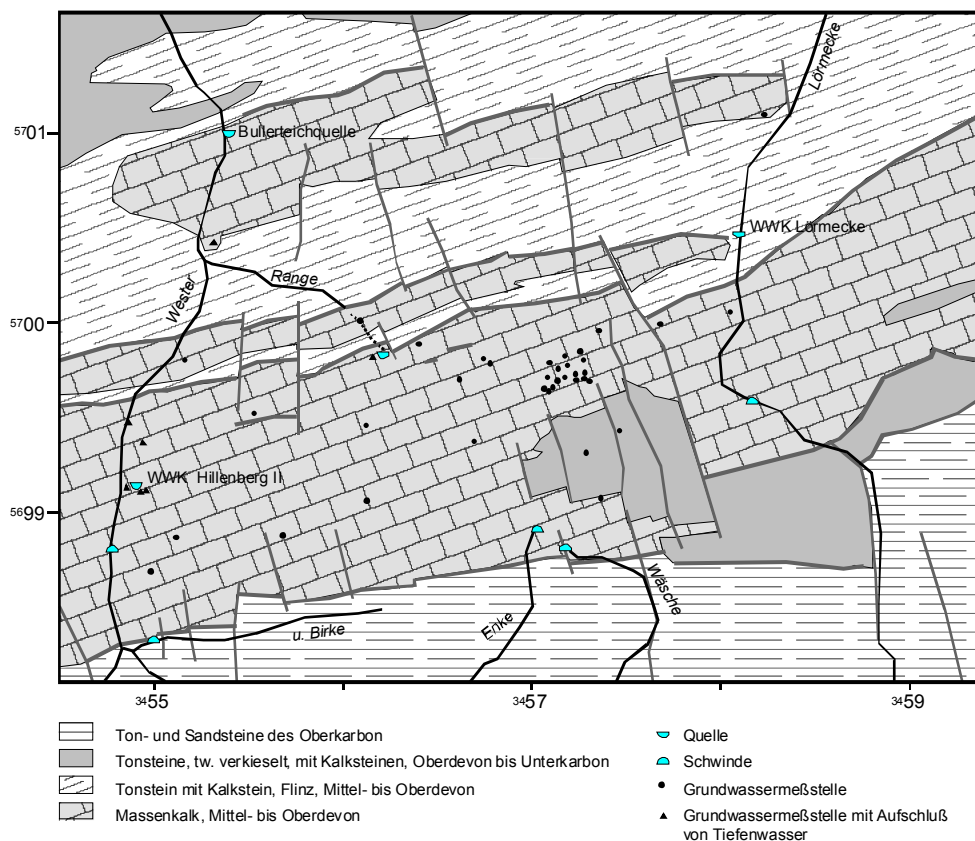 Lörmecke
5701
Bullerteichquelle
WWK Lörmecke
Range
Wester
5700
WWK Hillenberg II
5699
Wäsche
Enke
u. Birke
3455
3457
3459
Ton- und Sandsteine des Oberkarbon
Tonsteine, tw. verkieselt, mit Kalksteinen, Oberdevon bis Unterkarbon
Tonstein mit Kalkstein, Flinz, Mittel- bis Oberdevon
Massenkalk, Mittel- bis Oberdevon
Quelle
Schwinde
Grundwassermeßstelle
Grundwassermeßstelle mit Aufschluß
von Tiefenwasser